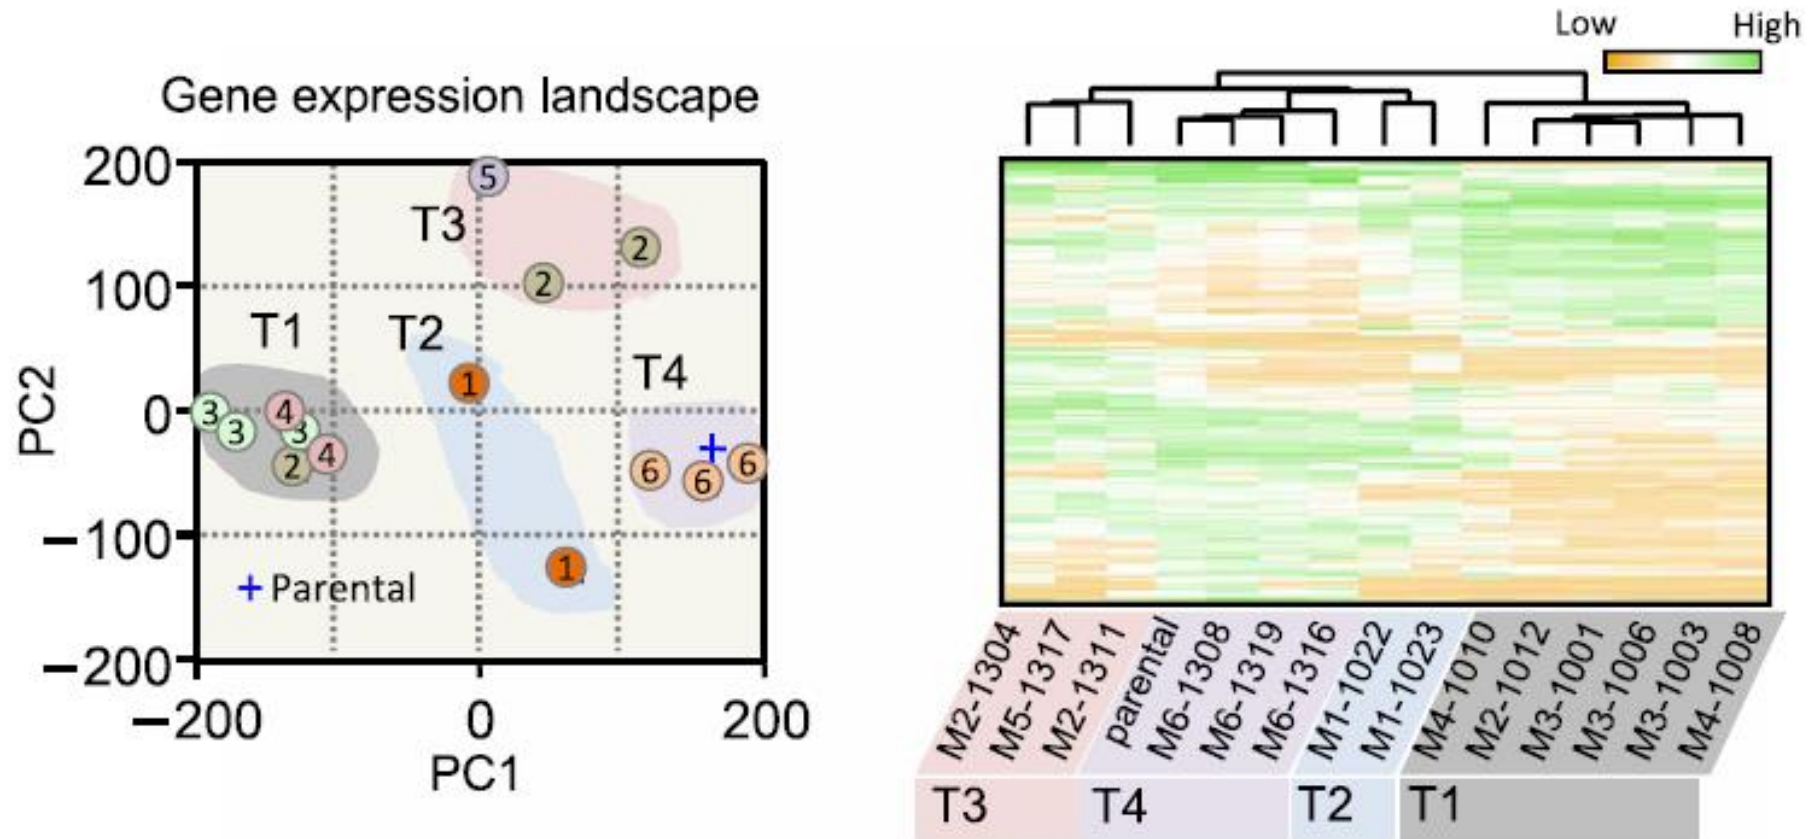 Gene expression landscape
200
100
0
−100
−200
−200
0
200
PC1
PC2
T1
T2
T3
T4
5
2
2
1
1
3
3
3
4
4
2
6
6
6
+ Parental
Low
High
M2-1304
M5-1317
M2-1311
parental
M6-1308
M6-1319
M6-1316
M1-1022
M1-1023
M4-1010
M2-1012
M3-1001
M3-1006
M3-1003
M4-1008
T3
T4
T2
T1